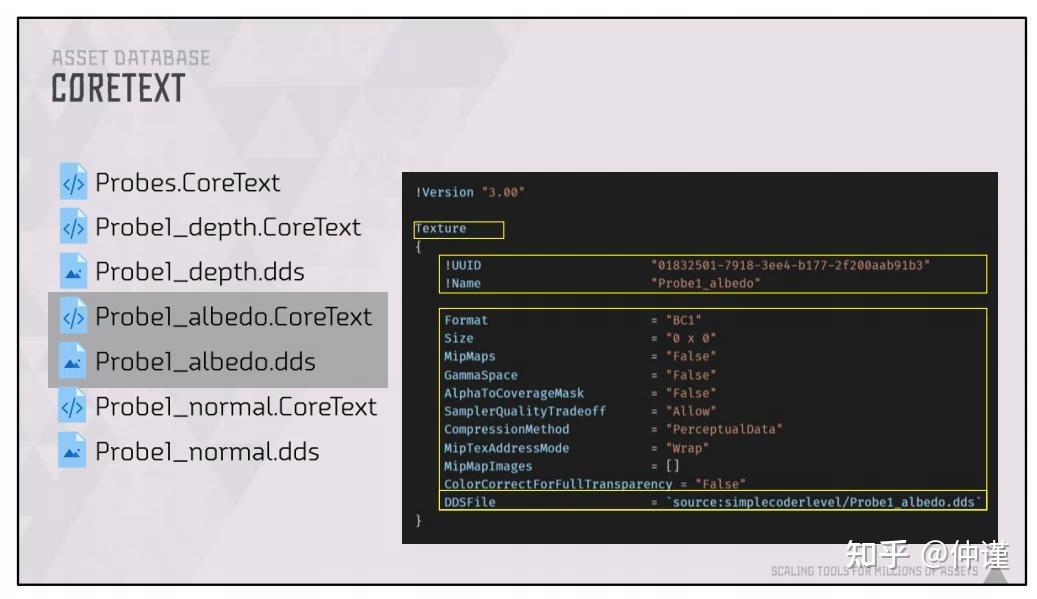 ASSET DATABASE
CORETEXT
Probes.CoreText
Probe1_depth.CoreText
Probe1_depth.dds
Probe1_albedo.CoreText
Probe1_albedo.dds
Probe1_normal.CoreText
Probe1_normal.dds
!Version "3.00"
Texture
{
!UUID "01832501-7918-3ee4-b177-2f200aab91b3"
!Name "Probe1_albedo"
Format = "BC1"
Size = "0 x 0"
MipMaps = "False"
GammaSpace = "False"
AlphaToCoverageMask = "False"
SamplerQualityTradeoff = "Allow"
CompressionMethod = "PerceptualData"
MipTexAddressMode = "Wrap"
MipMapImages = []
ColorCorrectForFullTransparency = "False"
DDSFile = `source:simplecoderlevel/Probe1_albedo.dds`
}
知乎 @仲谨
SCALING TOOLS FOR MILLIONS OF ASSETS